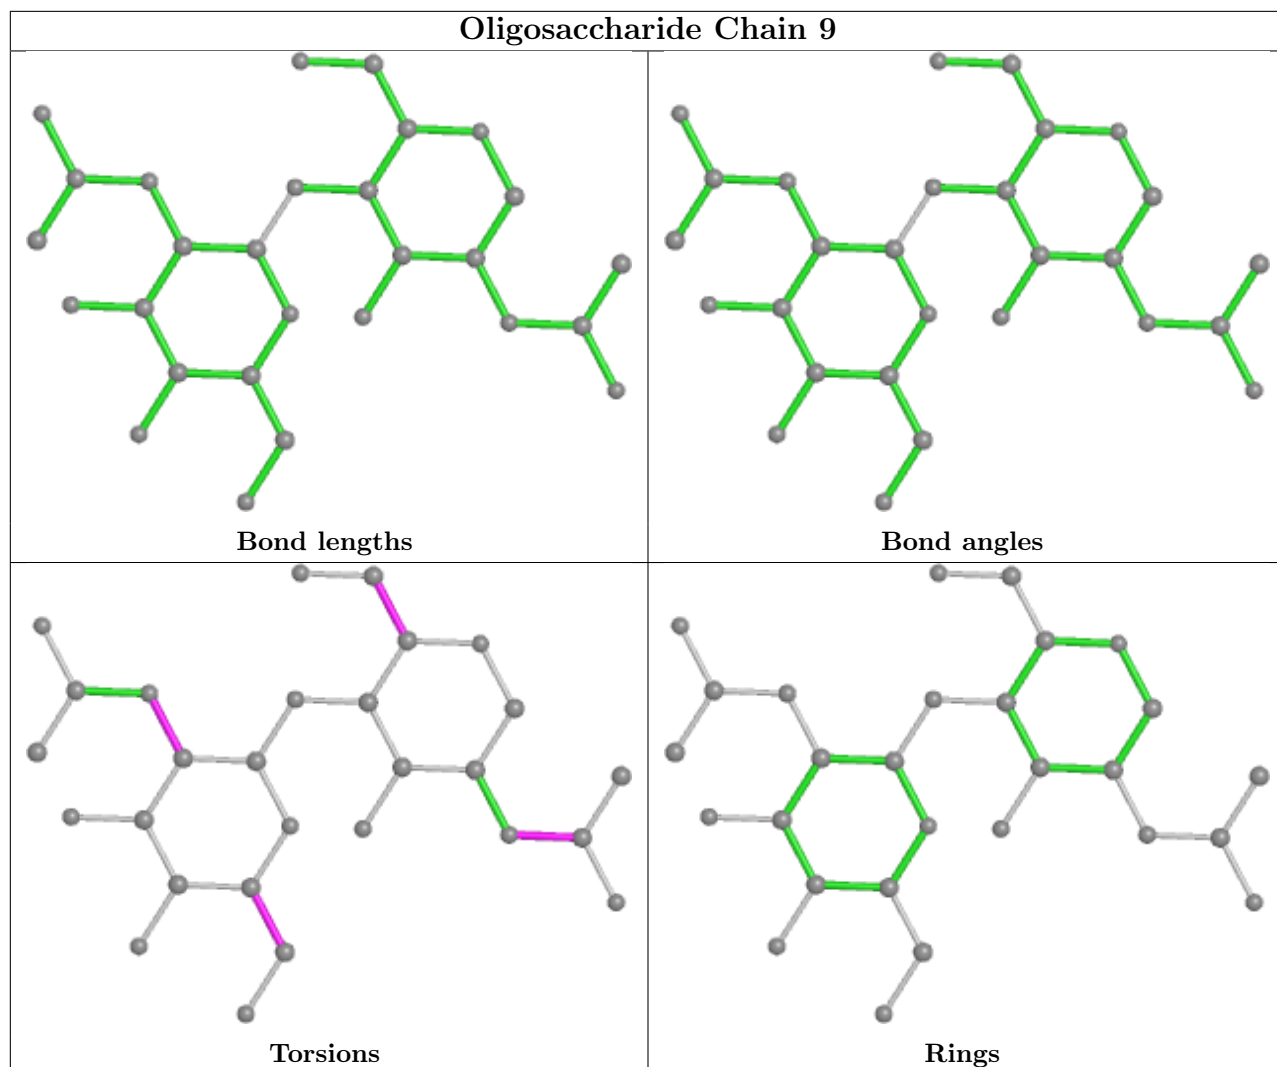 Oligosaccharide Chain 9
Bond lengths
Bond angles
Torsions
Rings